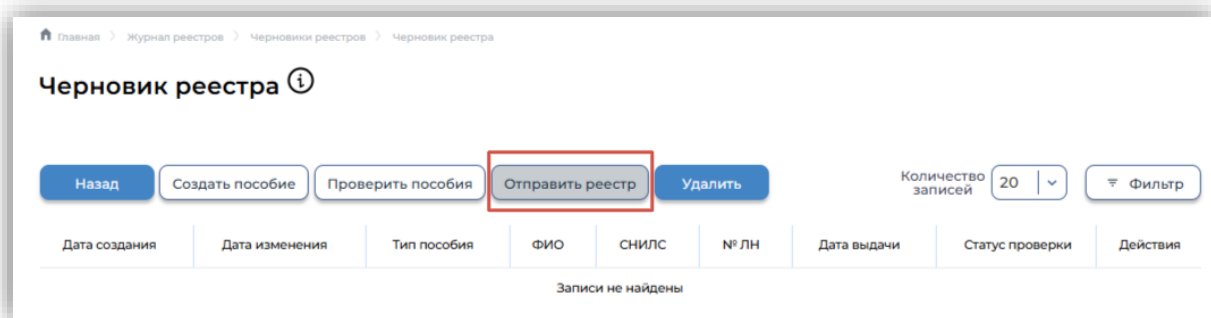 Главная > Журнал реестров > Черновики реестров > Черновик реестра
Черновик реестра
Назад Создать пособие Проверить пособия Отправить реестр Удалить Количество записей 20 Фильтр
Дата создания Дата изменения Тип пособия ФИО СНИЛС № ЛН Дата выдачи Статус проверки Действия
Записи не найдены